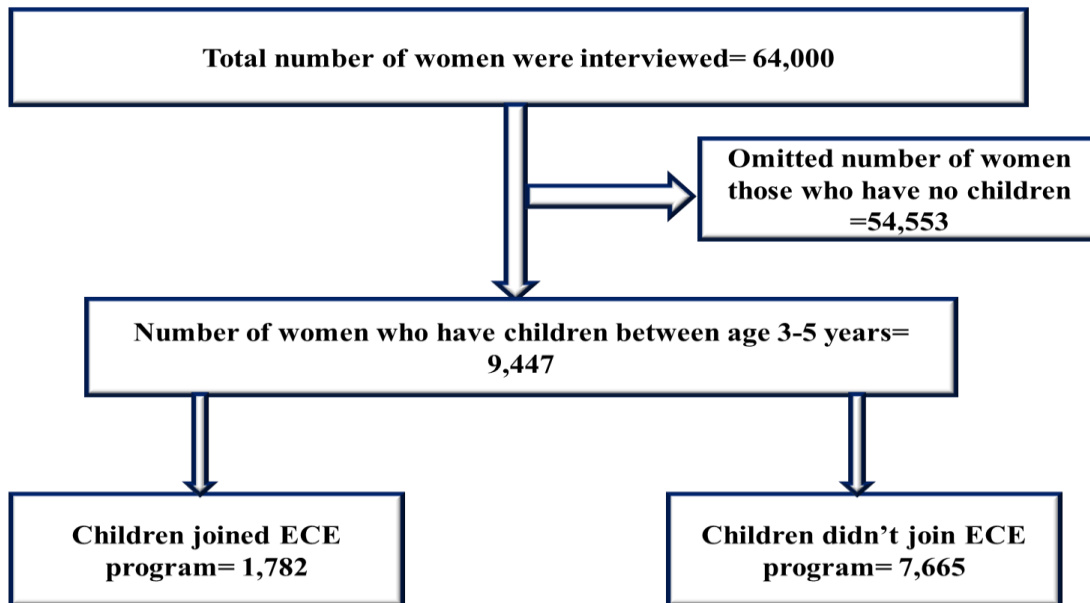 Total number of women were interviewed= 64,000
Omitted number of women
those who have no children
=54,553
Number of women who have children between age 3-5 years=
9,447
Children joined ECE
program= 1,782
Children didn’t join ECE
program= 7,665